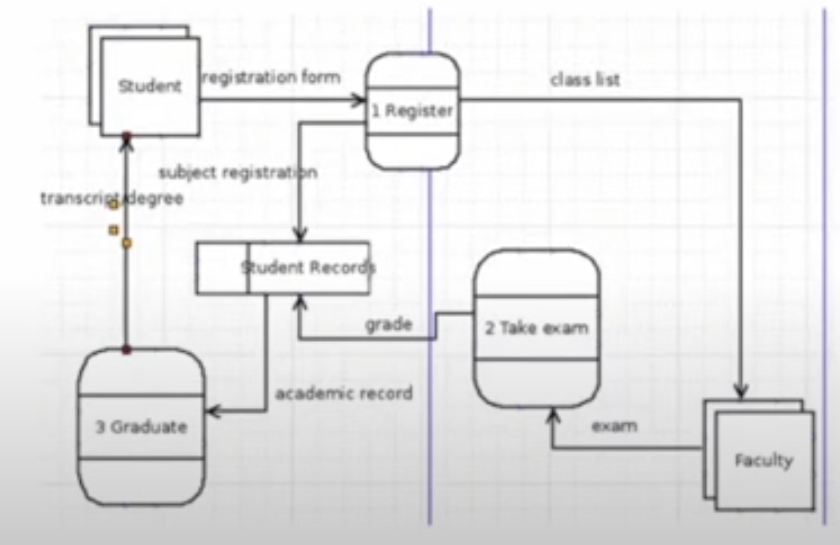 Student
registration form
1 Register
class list
subject registration
transcript/degree
Student Records
grade
2 Take exam
academic record
3 Graduate
exam
Faculty